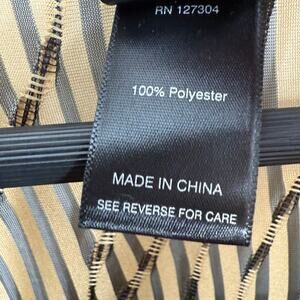 RN 127304
100% Polyester
MADE IN CHINA
SEE REVERSE FOR CARE